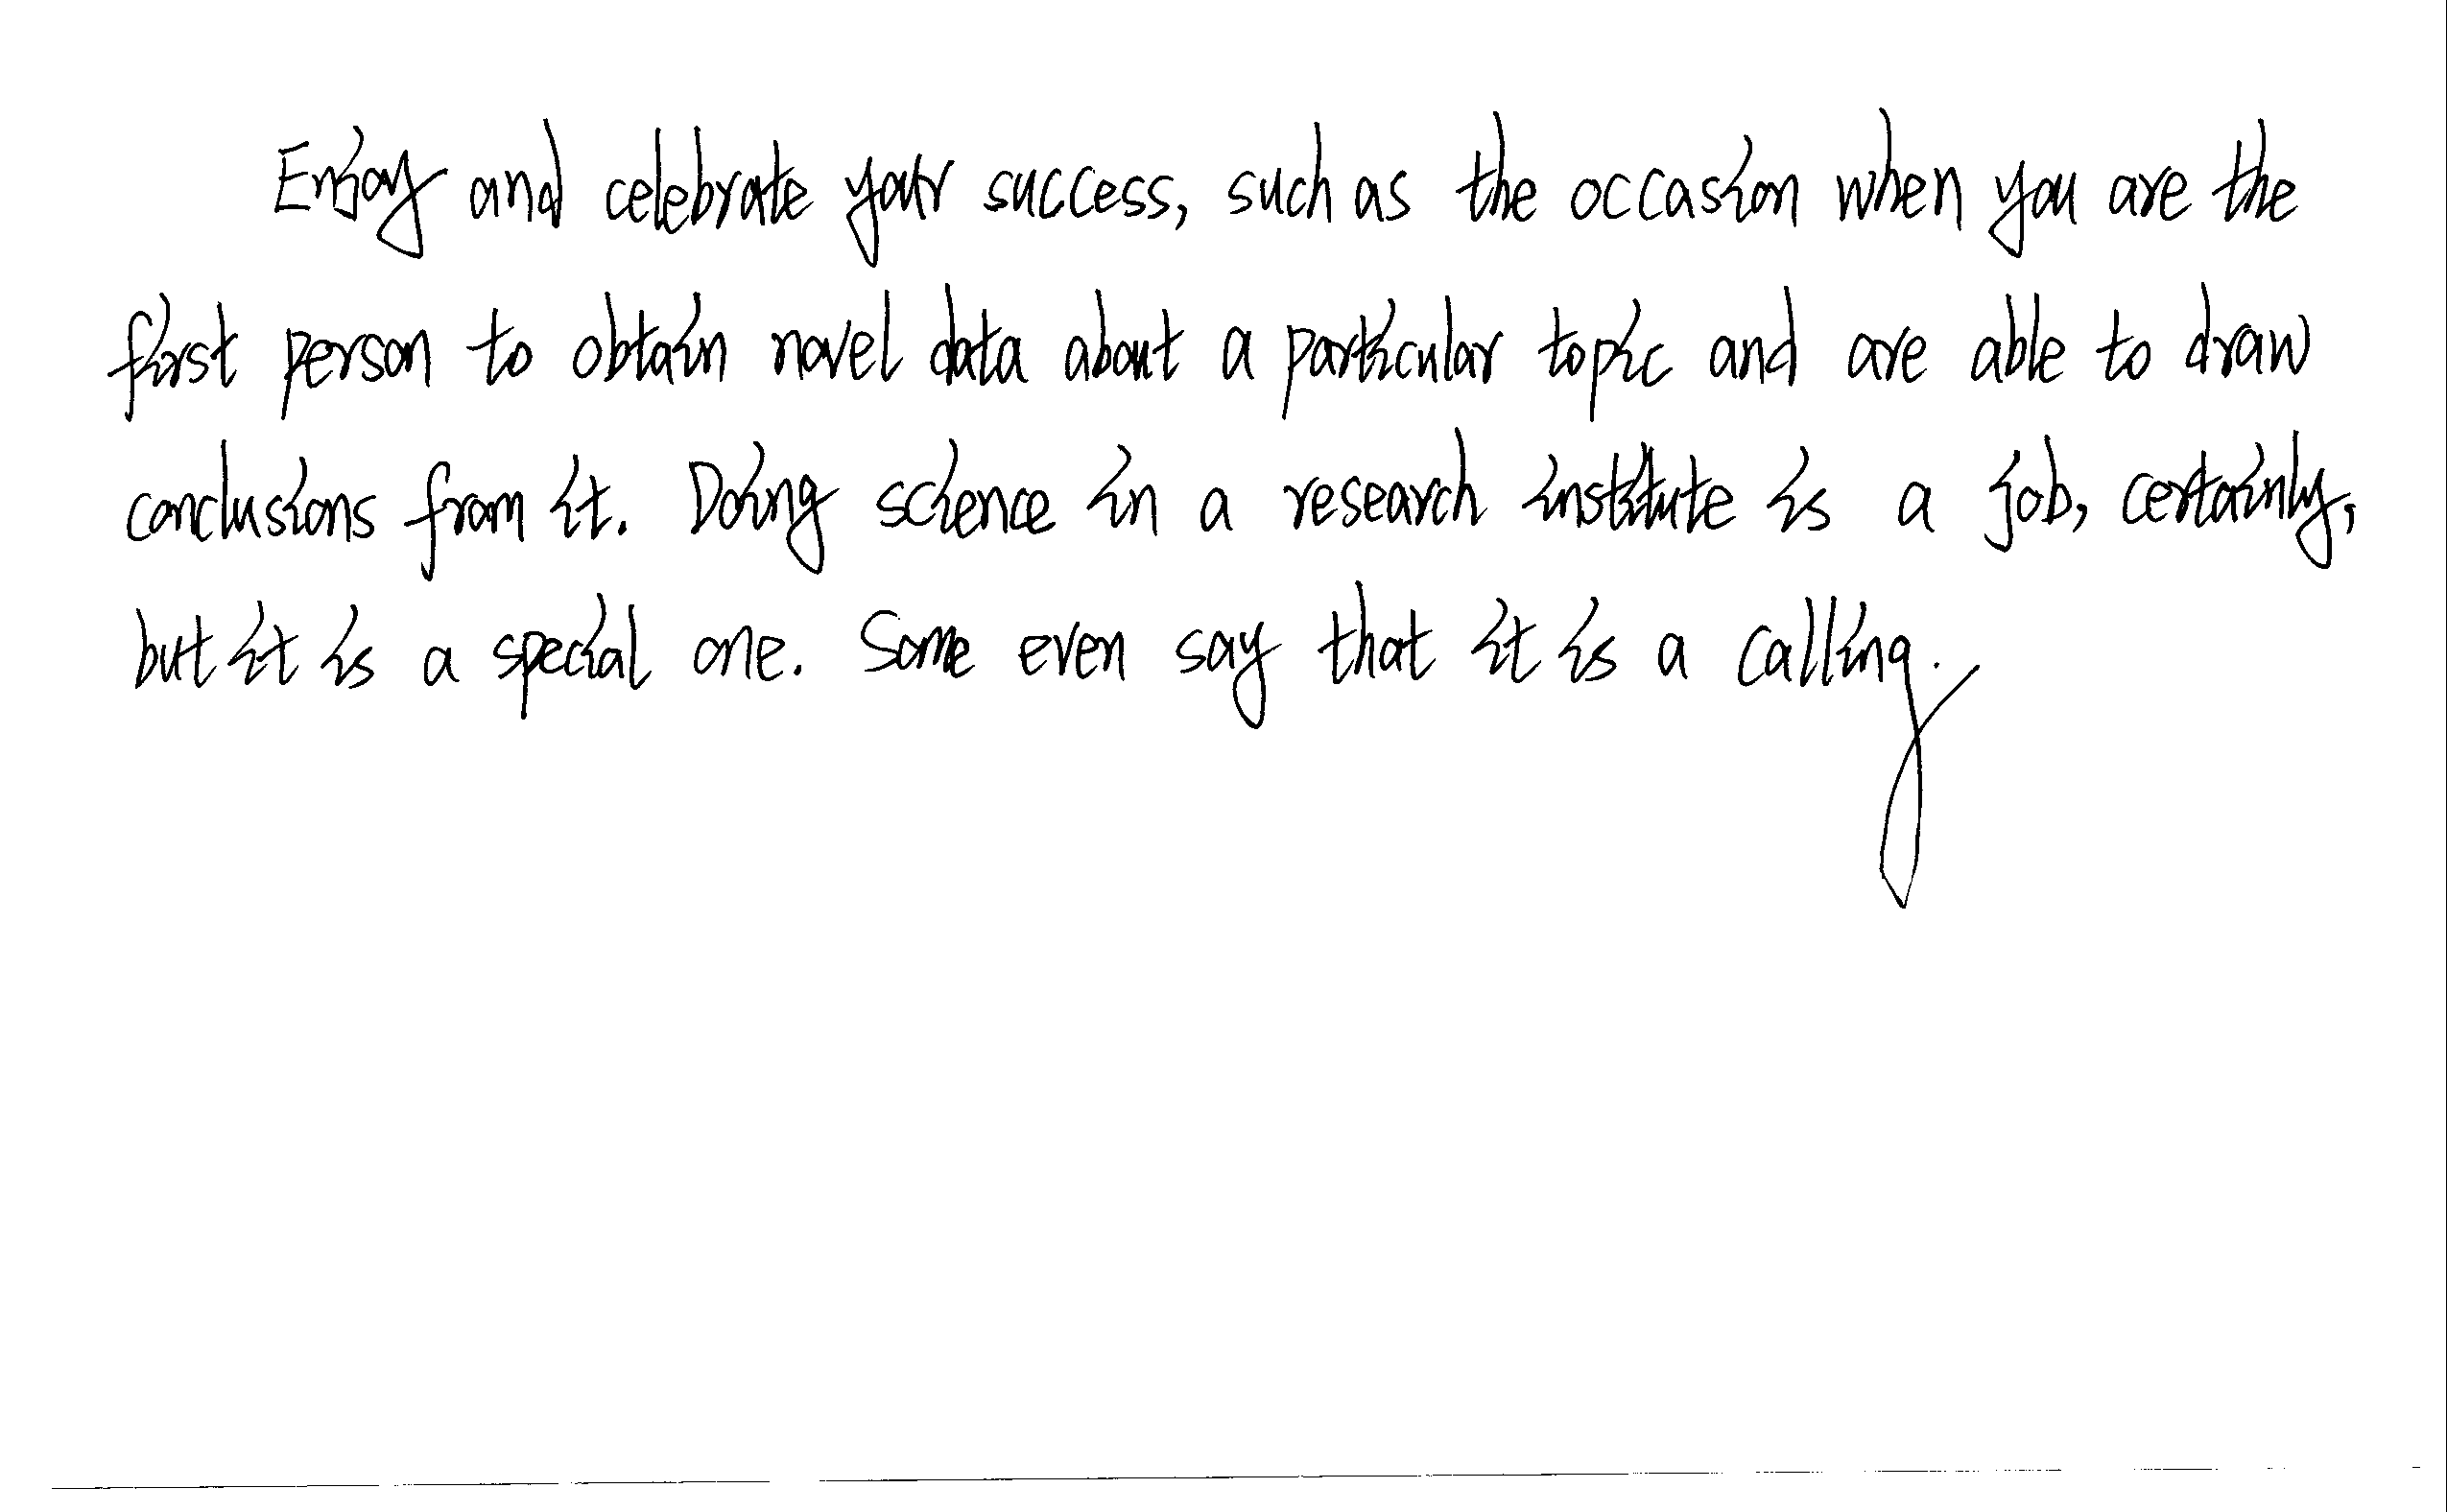 Enjoy and celebrate your success, such as the occasion when you are the
first person to obtain novel data about a particular topic and are able to draw
conclusions from it. Doing science in a research institute is a job, certainly,
but it is a special one. Some even say that it is a calling.